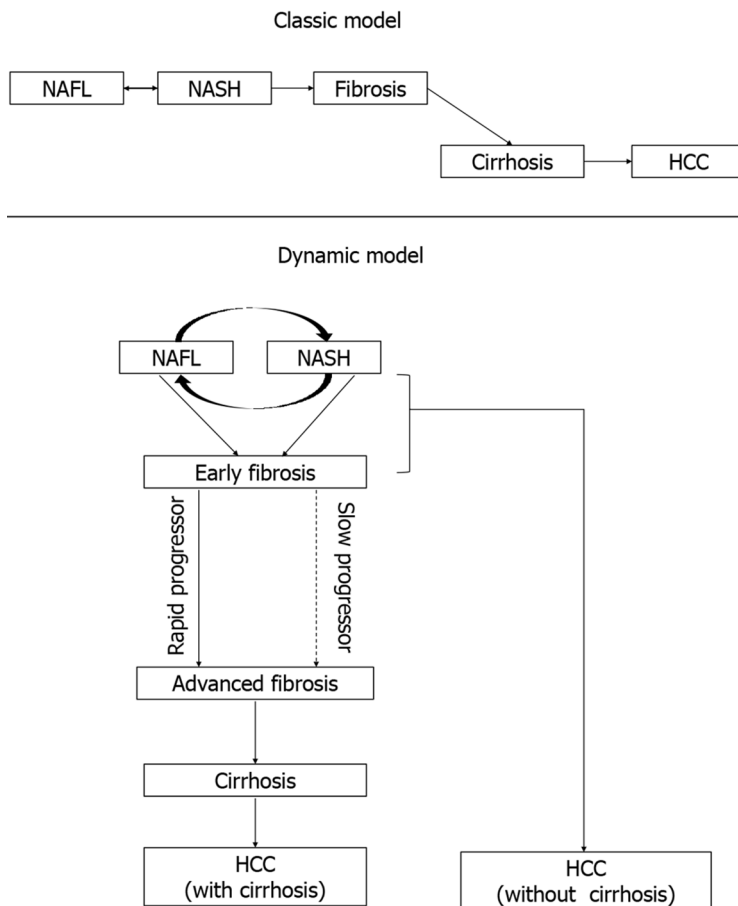 Classic model
NAFL
NASH
Fibrosis
Cirrhosis
HCC
Dynamic model
NAFL
NASH
Early fibrosis
Rapid progressor
Slow progressor
Advanced fibrosis
Cirrhosis
HCC
(with cirrhosis)
HCC
(without cirrhosis)